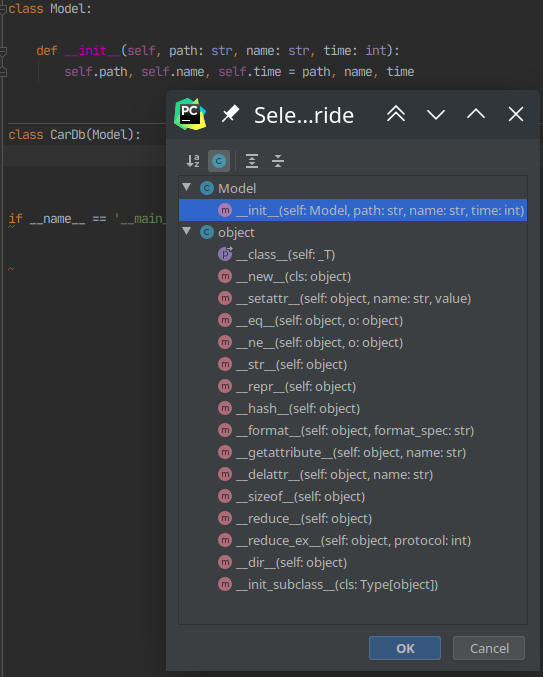 class Model:
def __init__(self, path: str, name: str, time: int):
self.path, self.name, self.time = path, name, time
class CarDb(Model):
if __name__ == '__main_
PC
Sele...ride
Model
__init__(self: Model, path: str, name: str, time: int)
object
__class__(self: _T)
__new__(cls: object)
__setattr__(self: object, name: str, value)
__eq__(self: object, o: object)
__ne__(self: object, o: object)
__str__(self: object)
__repr__(self: object)
__hash__(self: object)
__format__(self: object, format_spec: str)
__getattribute__(self: object, name: str)
__delattr__(self: object, name: str)
__sizeof__(self: object)
__reduce__(self: object)
__reduce_ex__(self: object, protocol: int)
__dir__(self: object)
__init_subclass__(cls: Type[object])
OK
Cancel